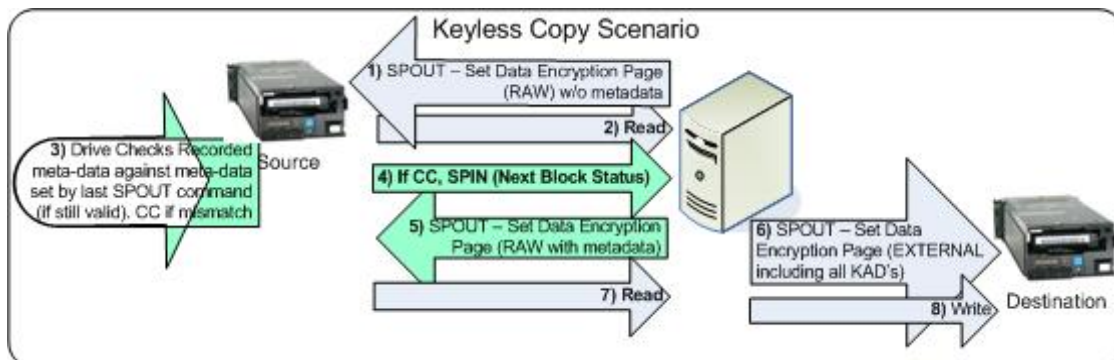 Keyless Copy Scenario
1) SPOUT – Set Data Encryption Page
(RAW) w/o metadata
2) Read
Source
3) Drive Checks Recorded
meta-data against meta-data
set by last SPOUT command
(if still valid). CC if mismatch
4) If CC, SPIN (Next Block Status)
5) SPOUT – Set Data Encryption
Page (RAW with metadata)
6) SPOUT – Set Data
Encryption Page (EXTERNAL
including all KAD's)
7) Read
8) Write
Destination